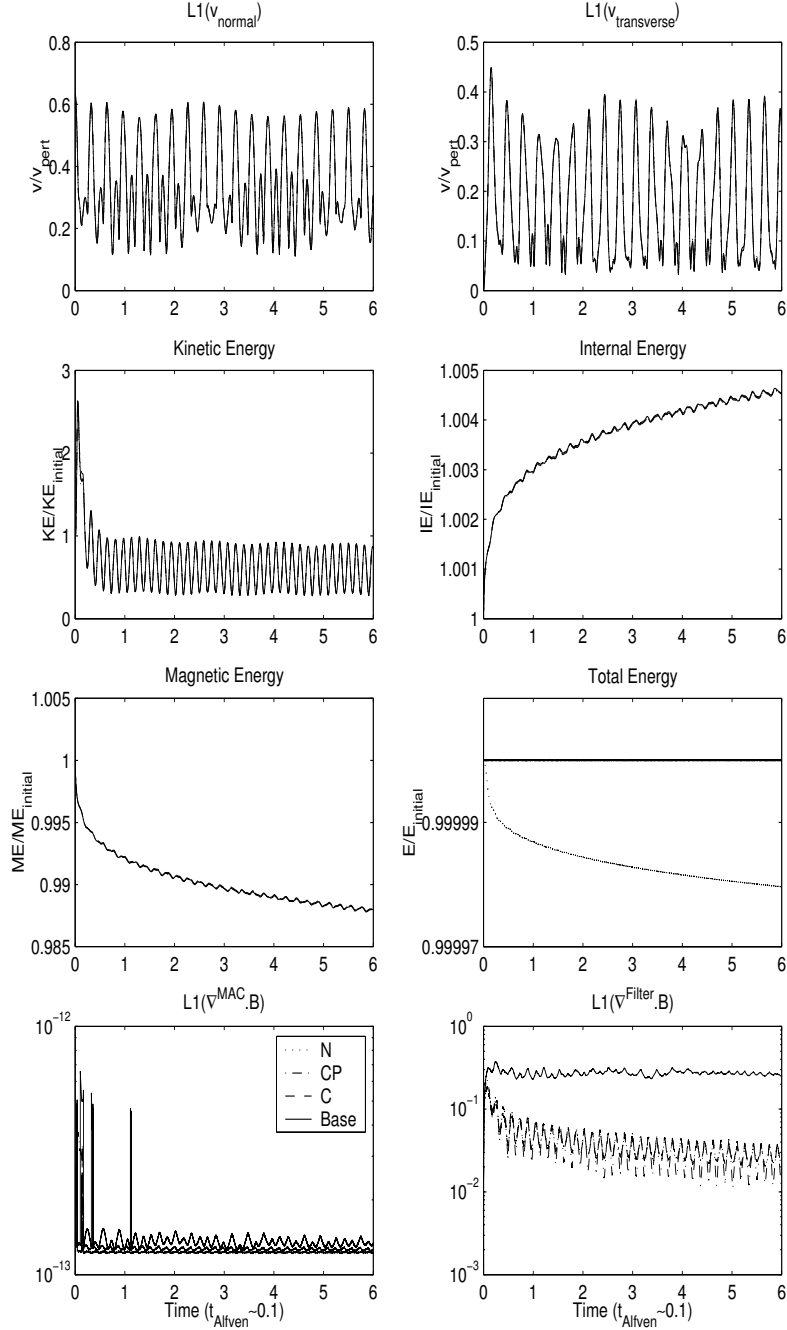 L1(v_normal)
L1(v_transverse)
v/v_pert
0.8
0.6
0.4
0.2
0
0 1 2 3 4 5 6
v/v_pert
0.5
0.4
0.3
0.2
0.1
0
0 1 2 3 4 5 6
Kinetic Energy
Internal Energy
KE/KE_initial
3
2
1
0
0 1 2 3 4 5 6
IE/IE_initial
1.005
1.004
1.003
1.002
1.001
1
0 1 2 3 4 5 6
Magnetic Energy
Total Energy
ME/ME_initial
1.005
1
0.995
0.99
0.985
0 1 2 3 4 5 6
E/E_initial
0.99999
0.99997
0 1 2 3 4 5 6
L1(∇^MAC.B)
L1(∇^Filter.B)
10^-12
10^-13
N
CP
C
Base
0 1 2 3 4 5 6
Time (t_Alfven~0.1)
10^0
10^-1
10^-2
10^-3
0 1 2 3 4 5 6
Time (t_Alfven~0.1)